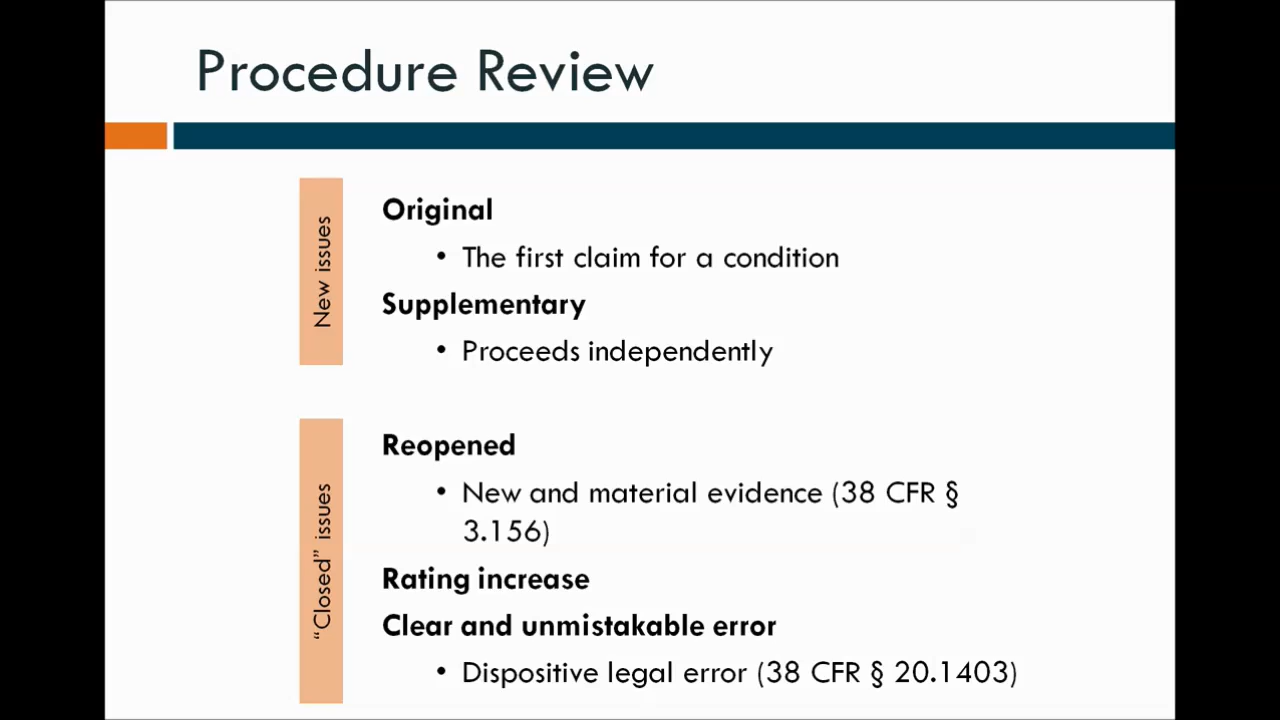 Procedure Review
New issues
Original
• The first claim for a condition
Supplementary
• Proceeds independently
“Closed” issues
Reopened
• New and material evidence (38 CFR §
3.156)
Rating increase
Clear and unmistakable error
• Dispositive legal error (38 CFR § 20.1403)